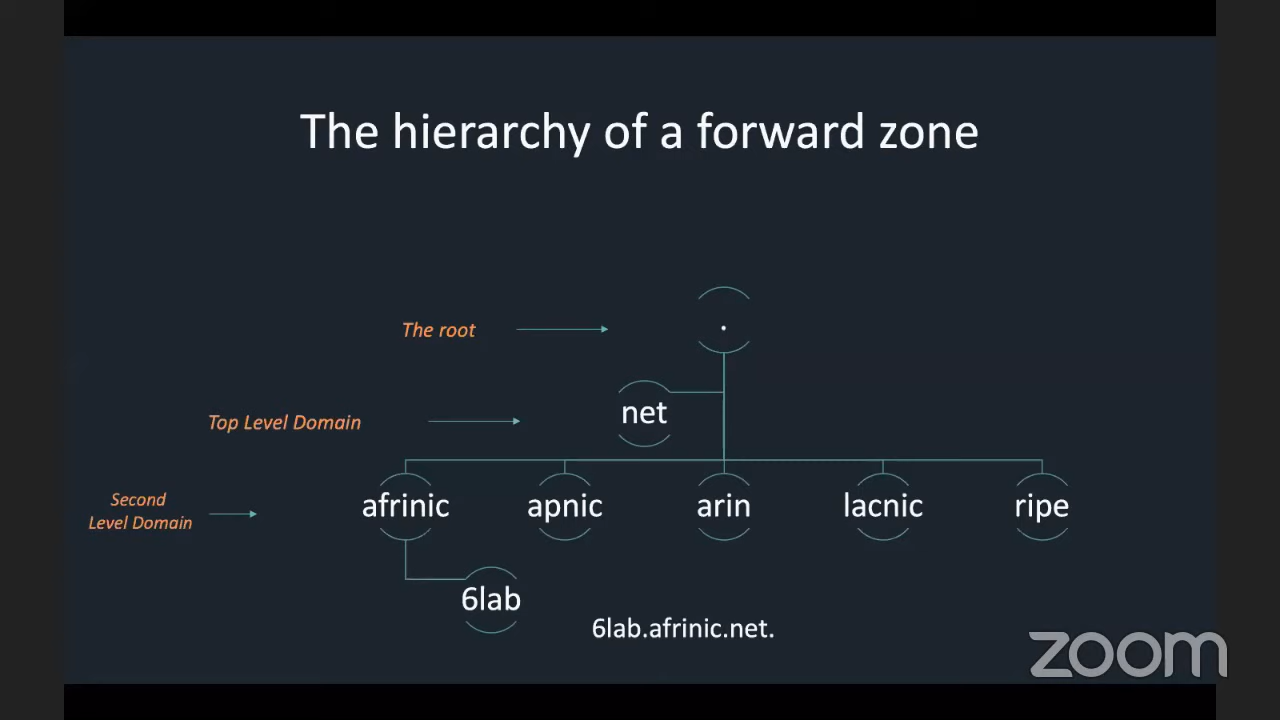 The hierarchy of a forward zone
The root
.
Top Level Domain
net
Second
Level Domain
afrinic
apnic
arin
lacnic
ripe
6lab
6lab.afrinic.net.
zoom